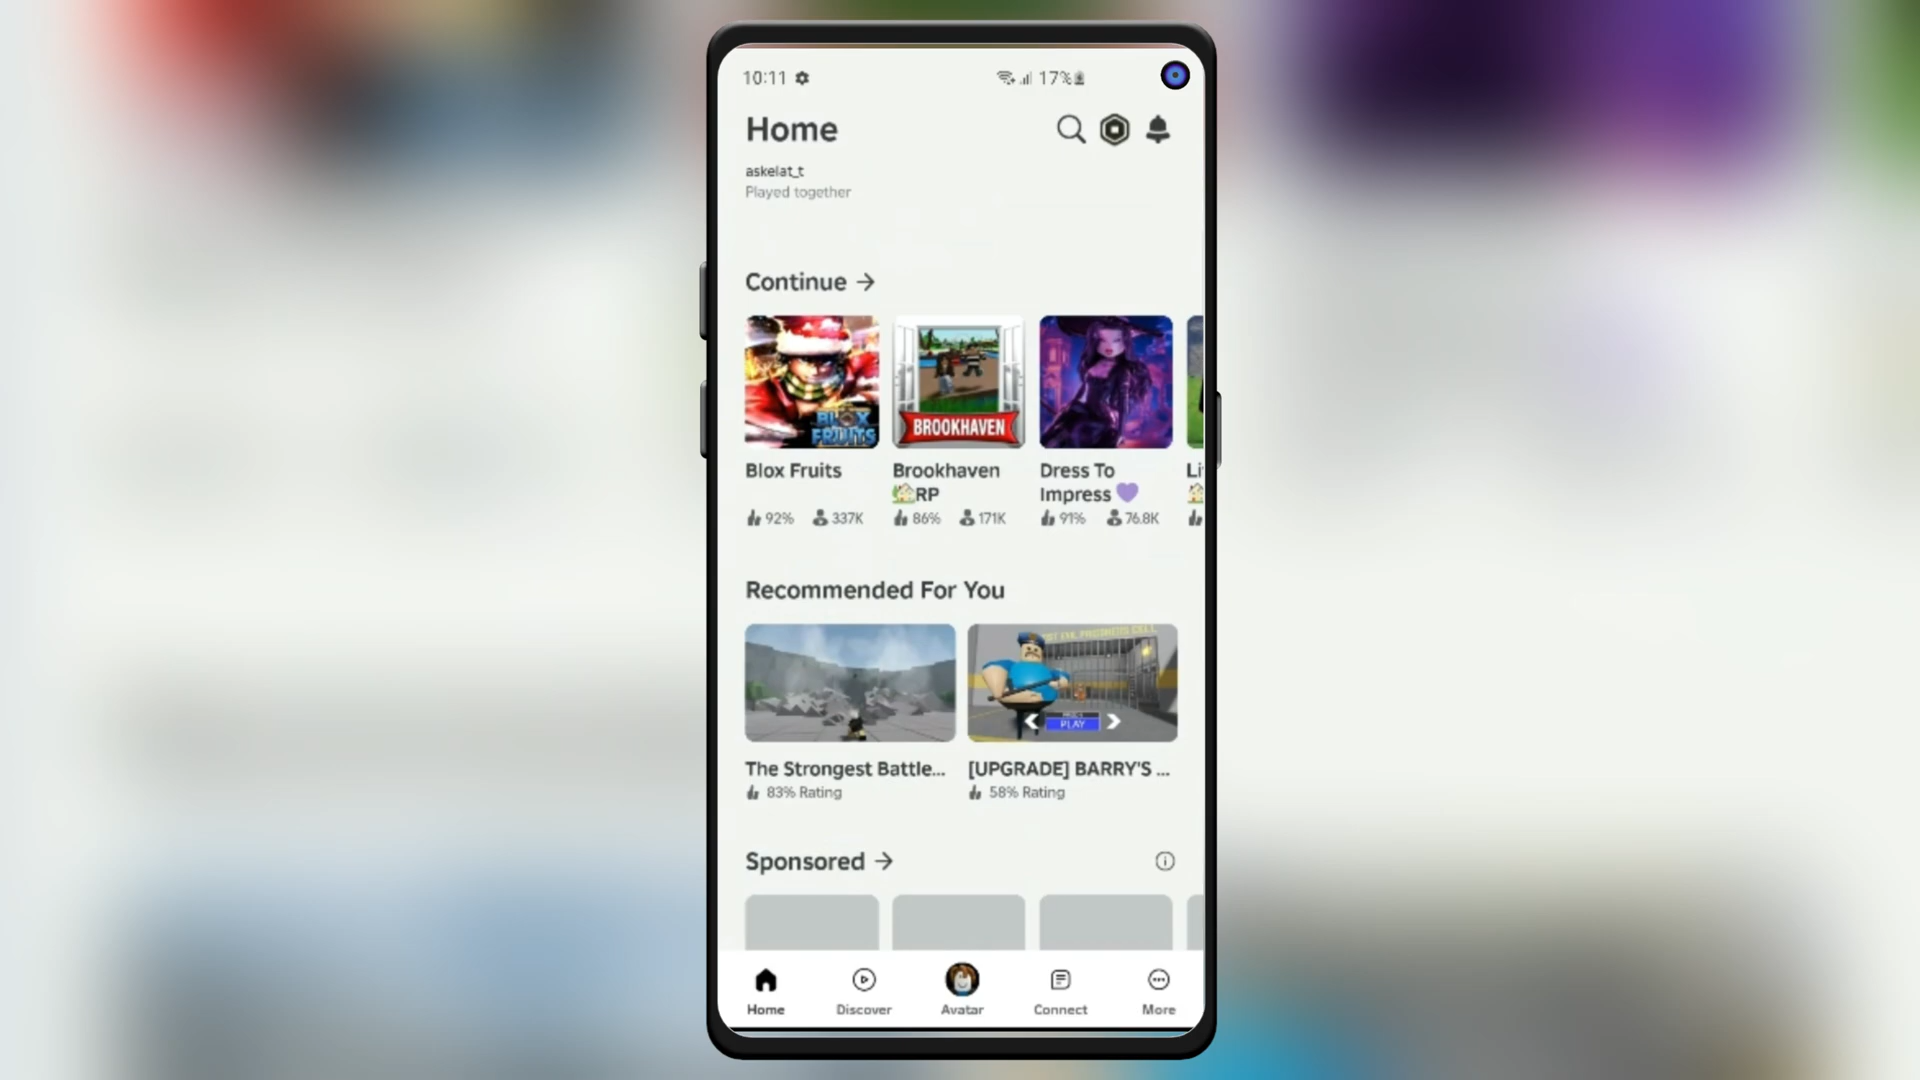 10:11 17%
Home
askelat_t
Played together
Continue →
BLOX
FRUITS
BROOKHAVEN
Blox Fruits
Brookhaven
RP
Dress To
Impress
Li
92% 337K
86% 171K
91% 76.8K
Recommended For You
PLAY
The Strongest Battle...
[UPGRADE] BARRY'S ...
83% Rating
58% Rating
Sponsored →
Home
Discover
Avatar
Connect
More